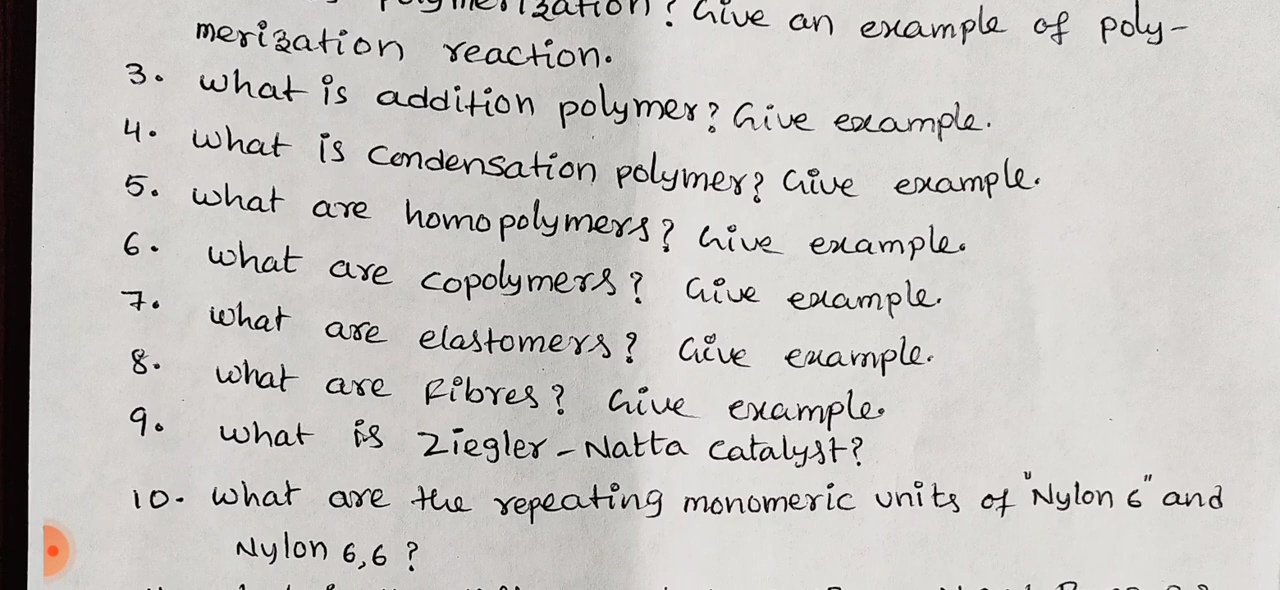 polymerization? Give an example of poly-
merization reaction.
3. What is addition polymer? Give example.
4. What is condensation polymer? Give example.
5. What are homopolymers? Give example.
6. What are copolymers? Give example.
7. What are elastomers? Give example.
8. What are Fibres? Give example.
9. What is Ziegler-Natta Catalyst?
10. What are the repeating monomeric units of "Nylon 6" and
Nylon 6,6 ?